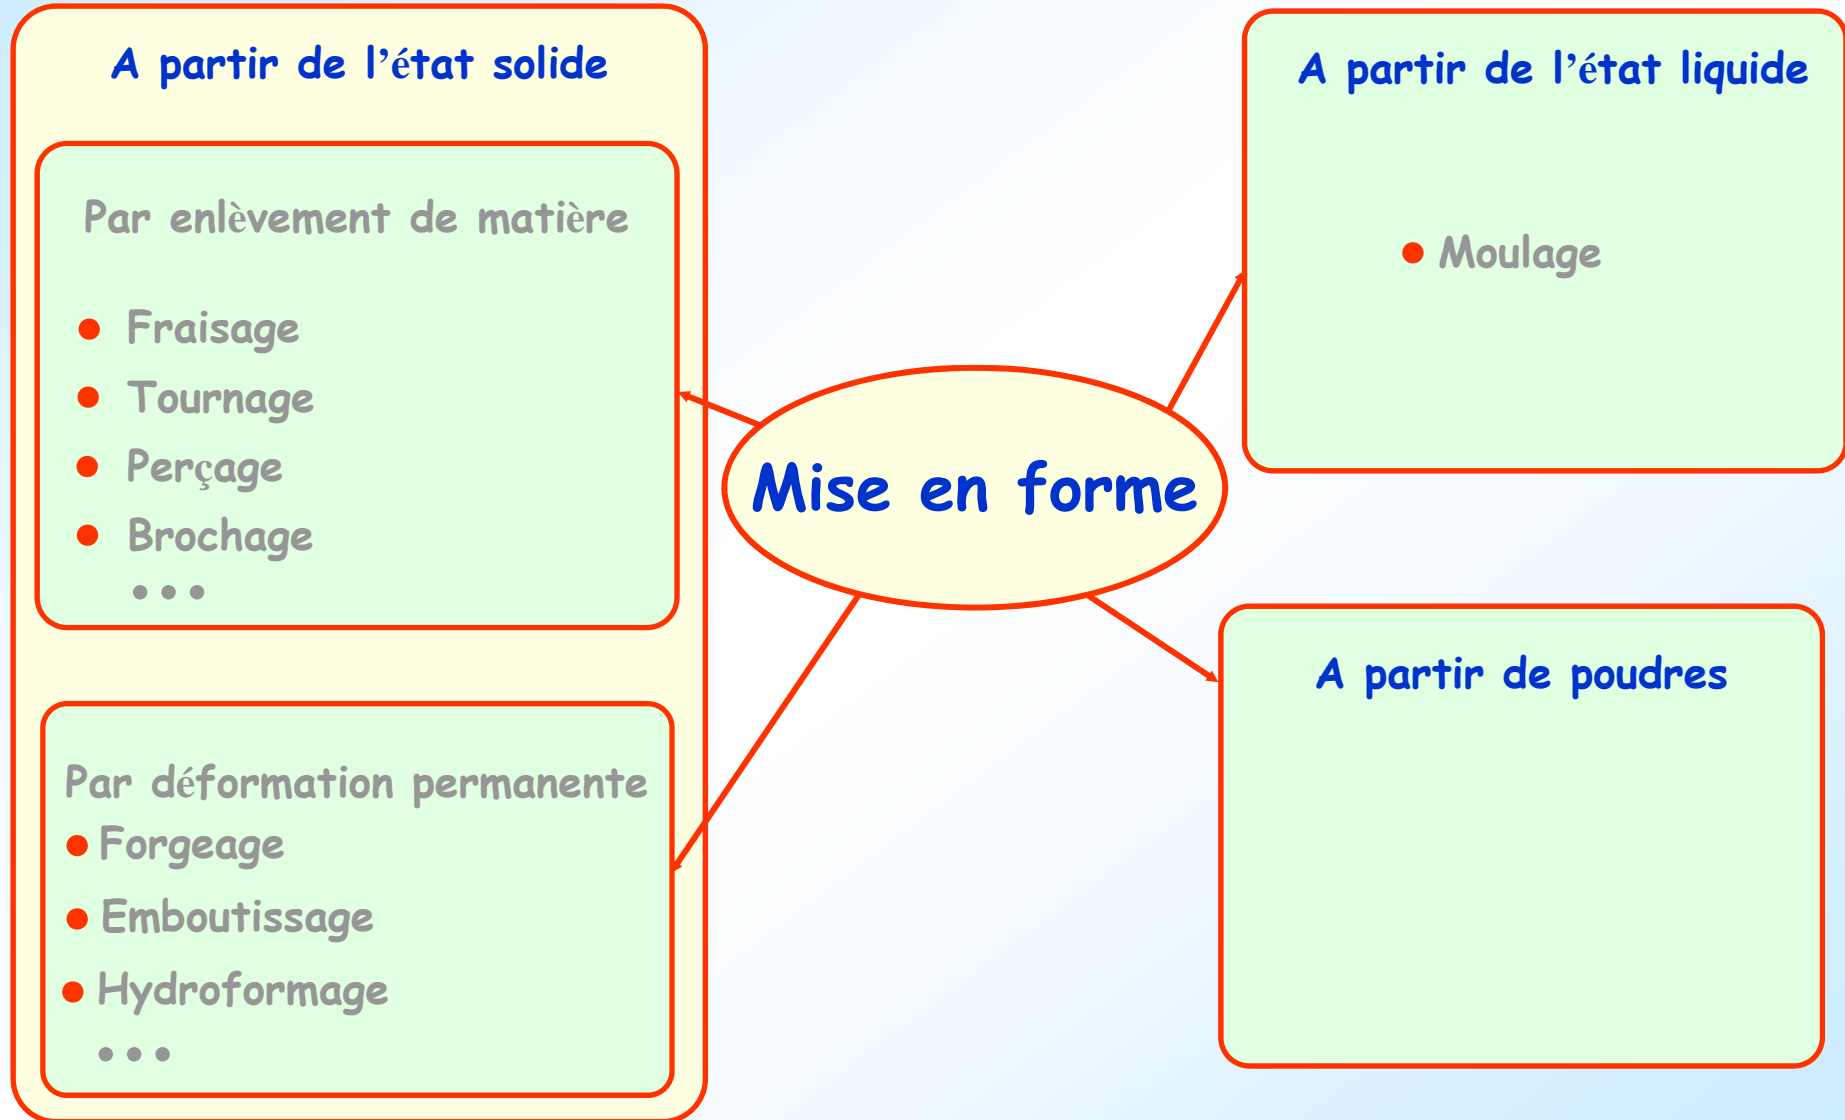 A partir de l’état solide
Par enlèvement de matière
• Fraisage
• Tournage
• Perçage
• Brochage
•••
Par déformation permanente
• Forgeage
• Emboutissage
• Hydroformage
•••
Mise en forme
A partir de l’état liquide
• Moulage
A partir de poudres